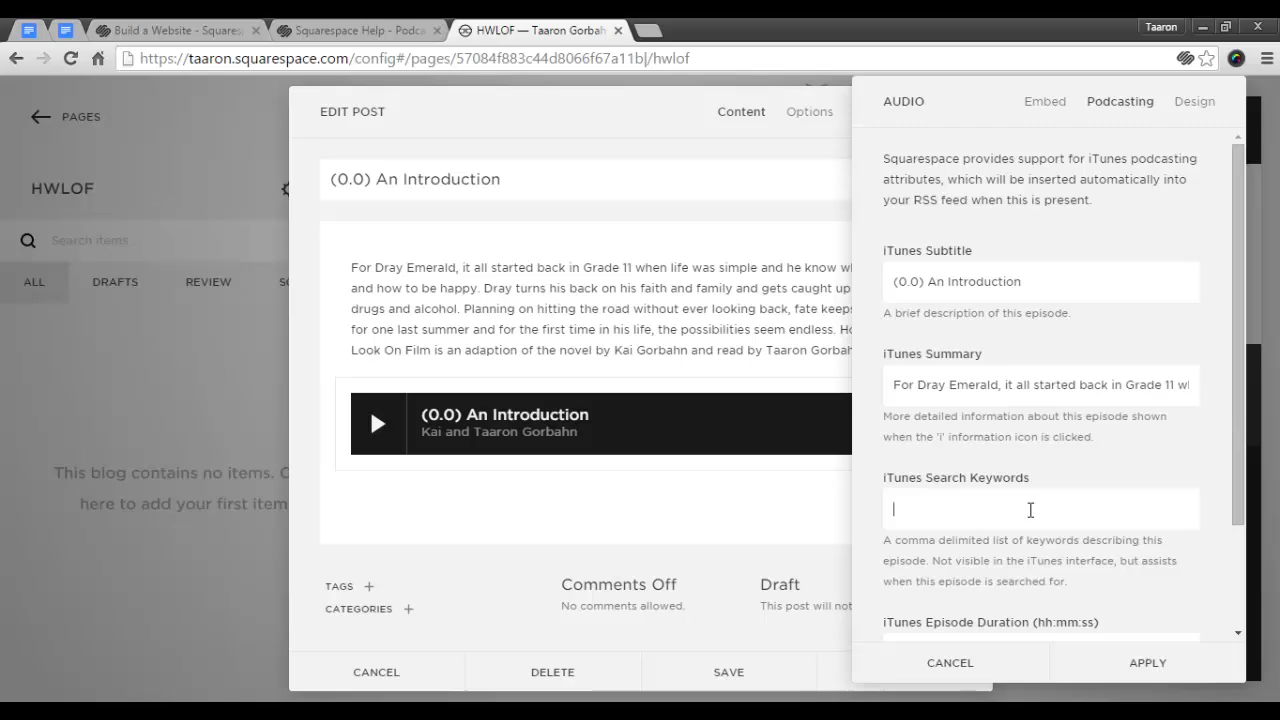 Build a Website - Squares
Squarespace Help - Podca
HWLOF — Taaron Gorbah
Taaron
https://taaron.squarespace.com/config#/pages/57084f883c44d8066f67a11b|/hwlof
PAGES
HWLOF
Search items
ALL
DRAFTS
REVIEW
This blog contains no items. C
here to add your first item
EDIT POST
Content
Options
(0.0) An Introduction
For Dray Emerald, it all started back in Grade 11 when life was simple and he know w
and how to be happy. Dray turns his back on his faith and family and gets caught up
drugs and alcohol. Planning on hitting the road without ever looking back, fate keeps
for one last summer and for the first time in his life, the possibilities seem endless. Ho
Look On Film is an adaption of the novel by Kai Gorbahn and read by Taaron Gorbah
(0.0) An Introduction
Kai and Taaron Gorbahn
TAGS +
CATEGORIES +
Comments Off
No comments allowed.
Draft
This post will not
CANCEL
DELETE
SAVE
AUDIO
Embed
Podcasting
Design
Squarespace provides support for iTunes podcasting
attributes, which will be inserted automatically into
your RSS feed when this is present.
iTunes Subtitle
(0.0) An Introduction
A brief description of this episode.
iTunes Summary
For Dray Emerald, it all started back in Grade 11 w
More detailed information about this episode shown
when the 'i' information icon is clicked.
iTunes Search Keywords
A comma delimited list of keywords describing this
episode. Not visible in the iTunes interface, but assists
when this episode is searched for.
iTunes Episode Duration (hh:mm:ss)
CANCEL
APPLY